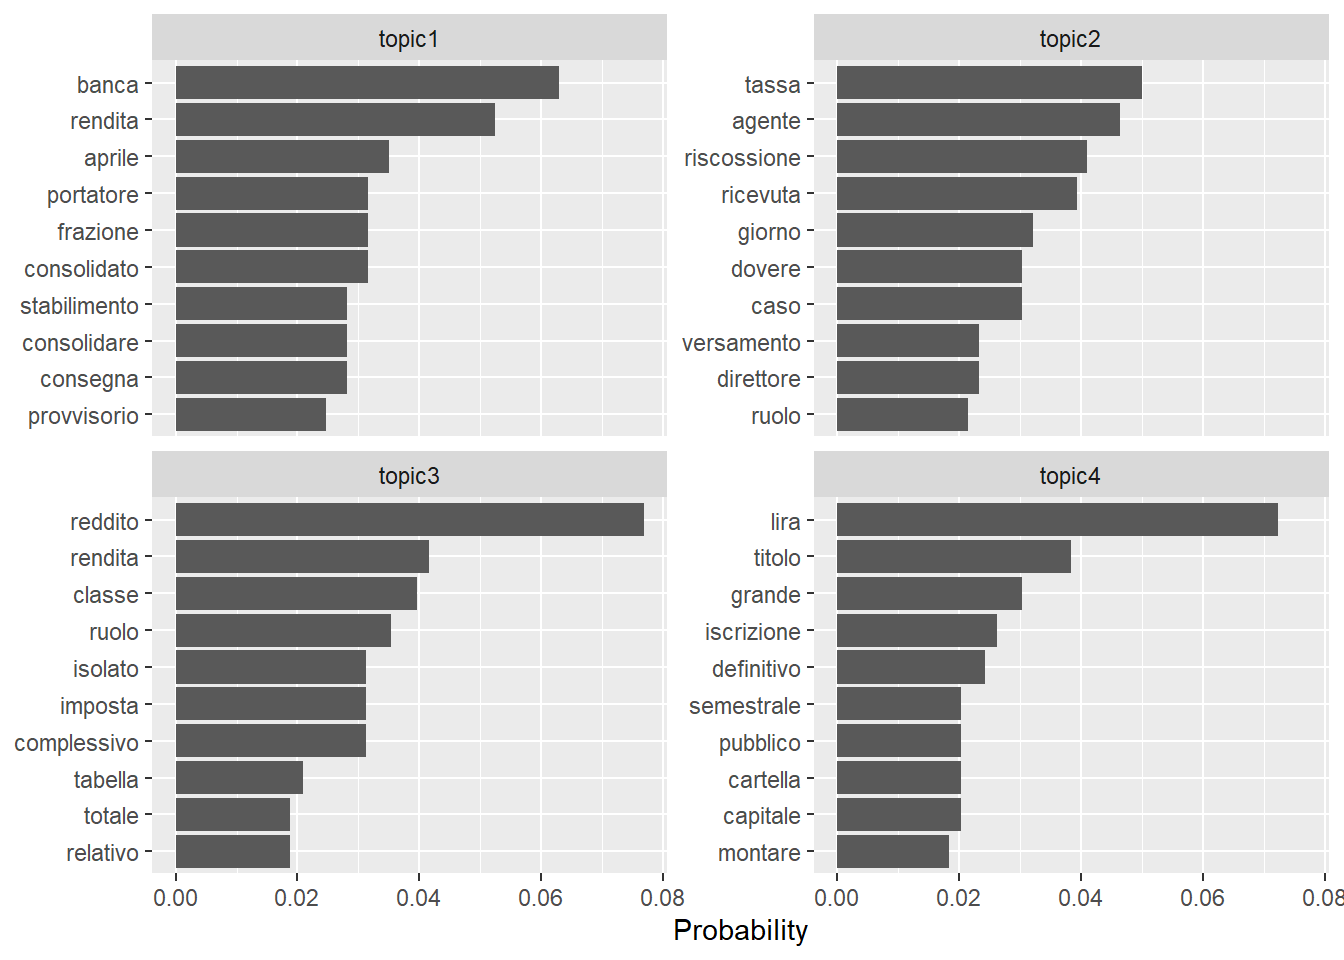 topic1
banca
rendita
aprile
portatore
frazione
consolidato
stabilimento
consolidare
consegna
provvisorio
topic2
tassa
agente
riscossione
ricevuta
giorno
dovere
caso
versamento
direttore
ruolo
topic3
reddito
rendita
classe
ruolo
isolato
imposta
complessivo
tabella
totale
relativo
0.00 0.02 0.04 0.06 0.08
topic4
lira
titolo
grande
iscrizione
definitivo
semestrale
pubblico
cartella
capitale
montare
0.00 0.02 0.04 0.06 0.08
Probability